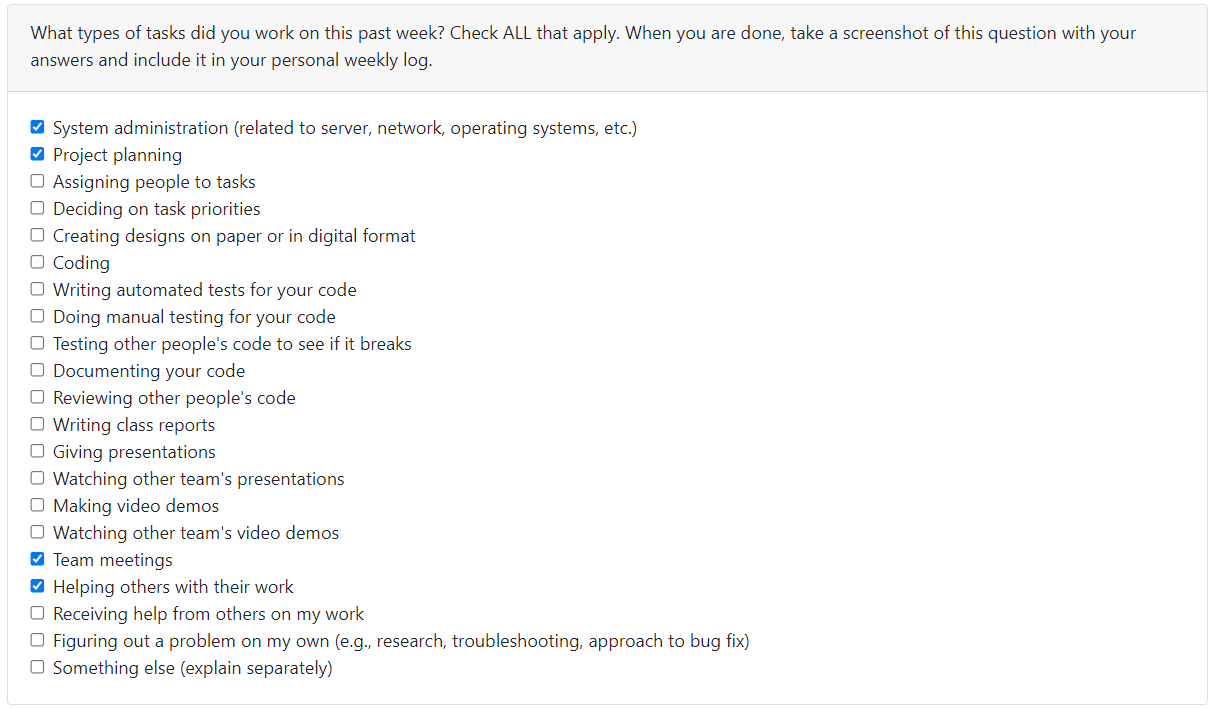 What types of tasks did you work on this past week? Check ALL that apply. When you are done, take a screenshot of this question with your
answers and include it in your personal weekly log.
System administration (related to server, network, operating systems, etc.)
Project planning
Assigning people to tasks
Deciding on task priorities
Creating designs on paper or in digital format
Coding
Writing automated tests for your code
Doing manual testing for your code
Testing other people's code to see if it breaks
Documenting your code
Reviewing other people's code
Writing class reports
Giving presentations
Watching other team's presentations
Making video demos
Watching other team's video demos
Team meetings
Helping others with their work
Receiving help from others on my work
Figuring out a problem on my own (e.g., research, troubleshooting, approach to bug fix)
Something else (explain separately)